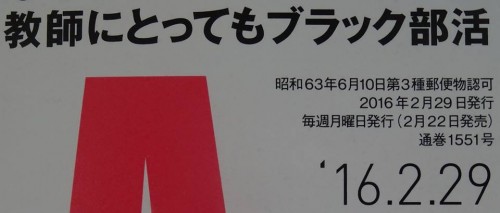 教師にとってもブラック部活
昭和63年6月10日第3種郵便物認可
2016年2月29日発行
毎週月曜日発行（2月22日発売）
通巻1551号
'16.2.29